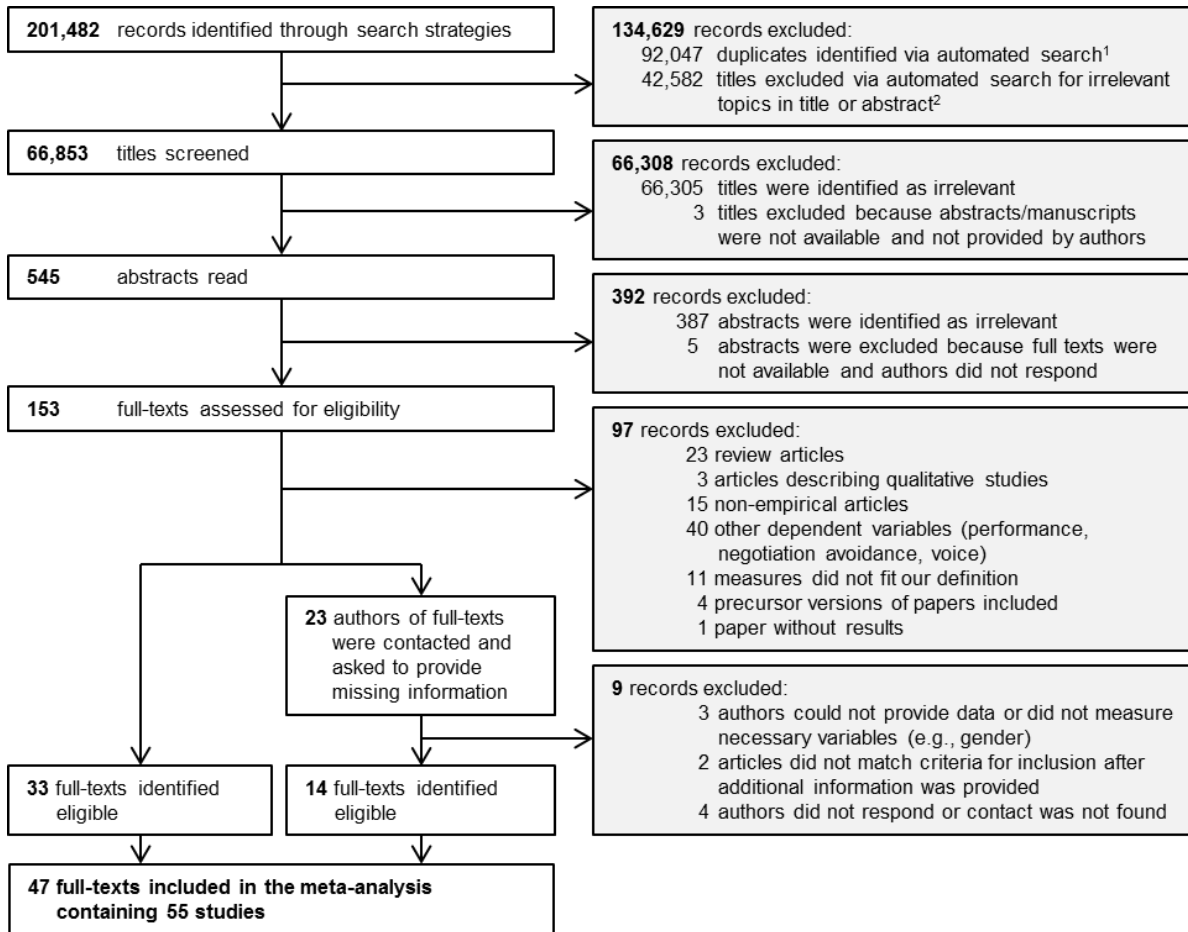 201,482 records identified through search strategies
134,629 records excluded:
92,047 duplicates identified via automated search¹
42,582 titles excluded via automated search for irrelevant
topics in title or abstract²
66,853 titles screened
66,308 records excluded:
66,305 titles were identified as irrelevant
3 titles excluded because abstracts/manuscripts
were not available and not provided by authors
545 abstracts read
392 records excluded:
387 abstracts were identified as irrelevant
5 abstracts were excluded because full texts were
not available and authors did not respond
153 full-texts assessed for eligibility
97 records excluded:
23 review articles
3 articles describing qualitative studies
15 non-empirical articles
40 other dependent variables (performance,
negotiation avoidance, voice)
11 measures did not fit our definition
4 precursor versions of papers included
1 paper without results
23 authors of full-texts
were contacted and
asked to provide
missing information
9 records excluded:
3 authors could not provide data or did not measure
necessary variables (e.g., gender)
2 articles did not match criteria for inclusion after
additional information was provided
4 authors did not respond or contact was not found
33 full-texts identified
eligible
14 full-texts identified
eligible
47 full-texts included in the meta-analysis
containing 55 studies